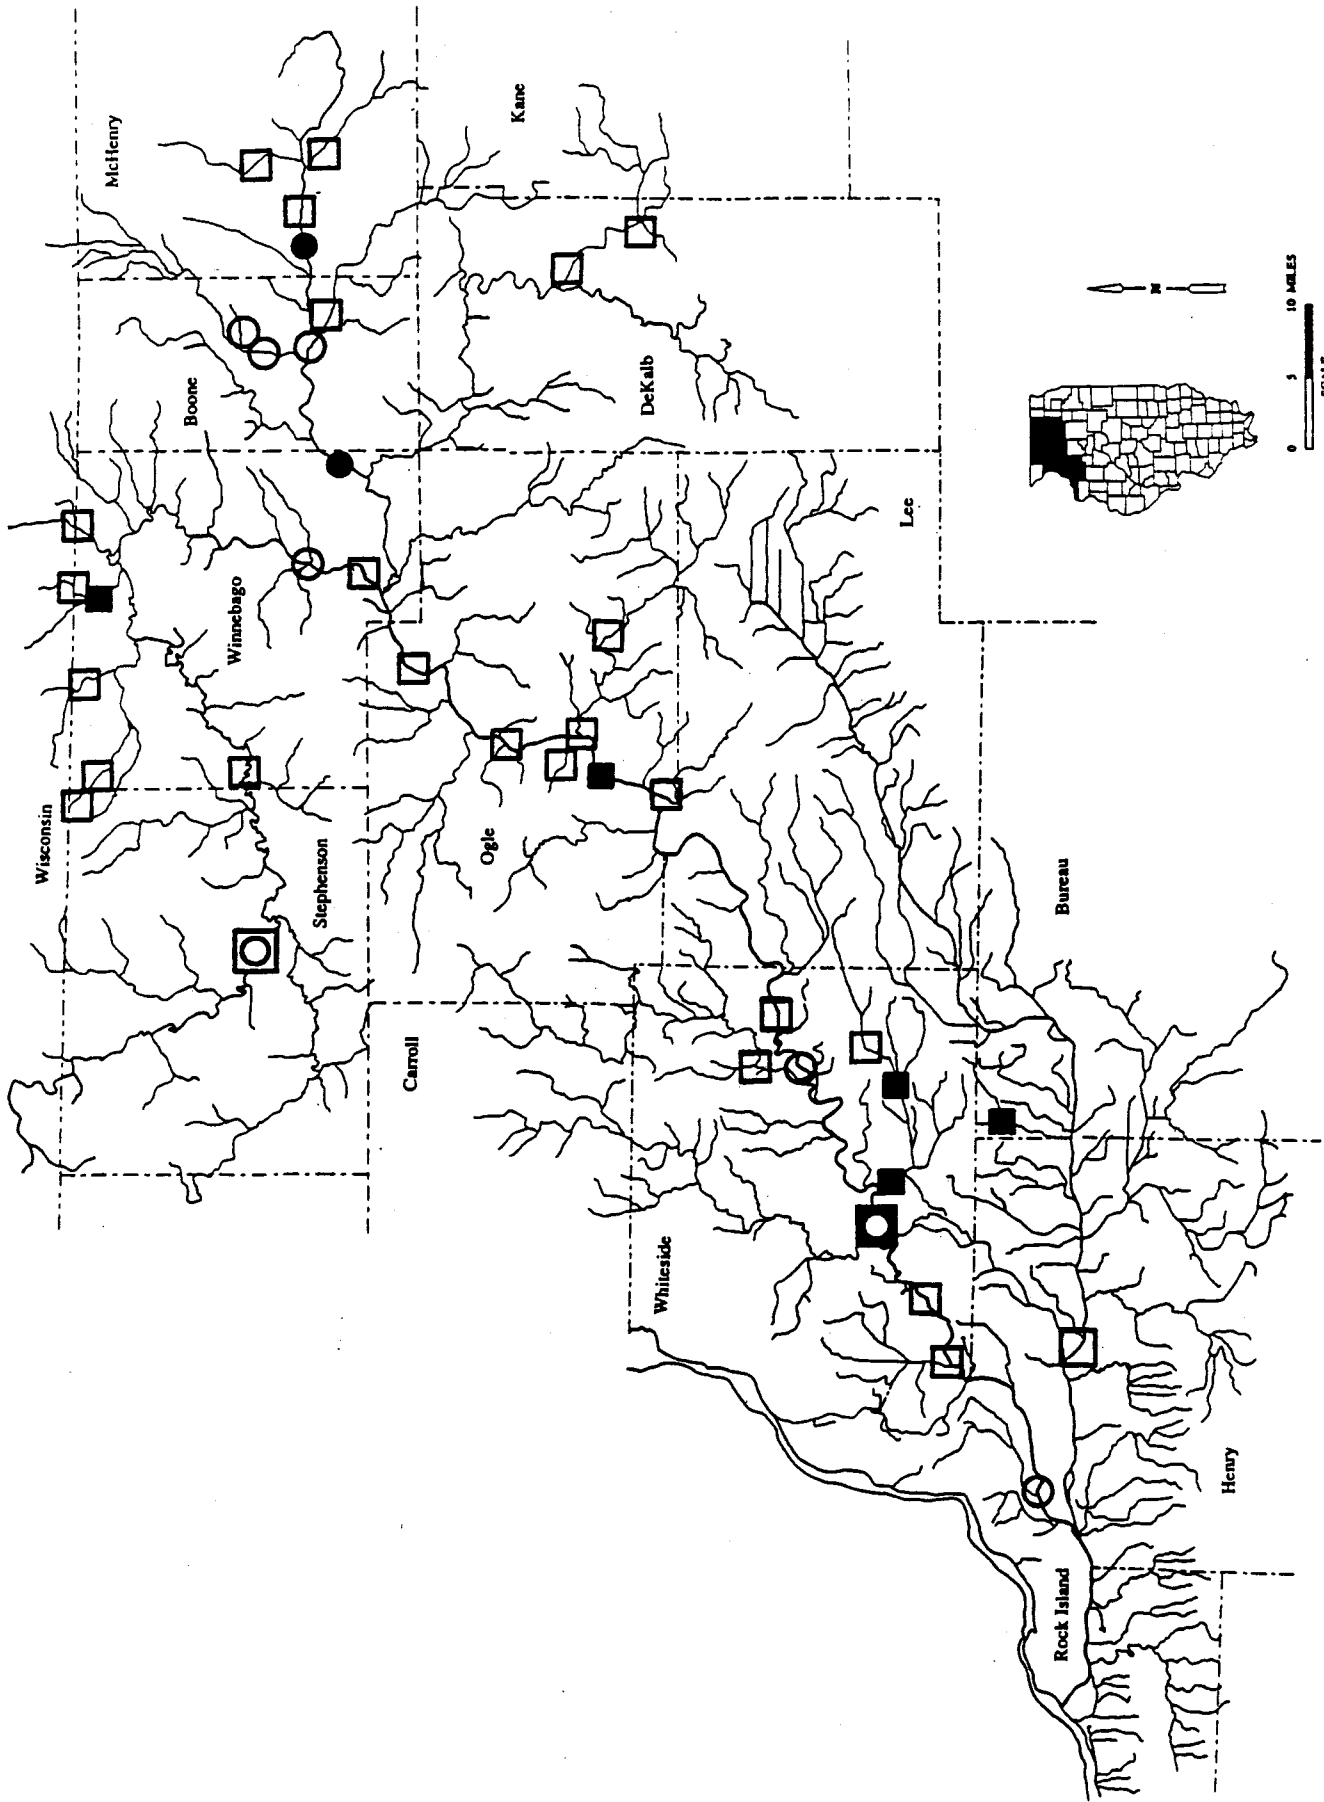 McHenry
Kane
Boone
DeKalb
Winnebago
Lee
Wisconsin
Stephenson
Ogle
Bureau
Carroll
Whiteside
Henry
Rock Island
N
0 5 10 MILES